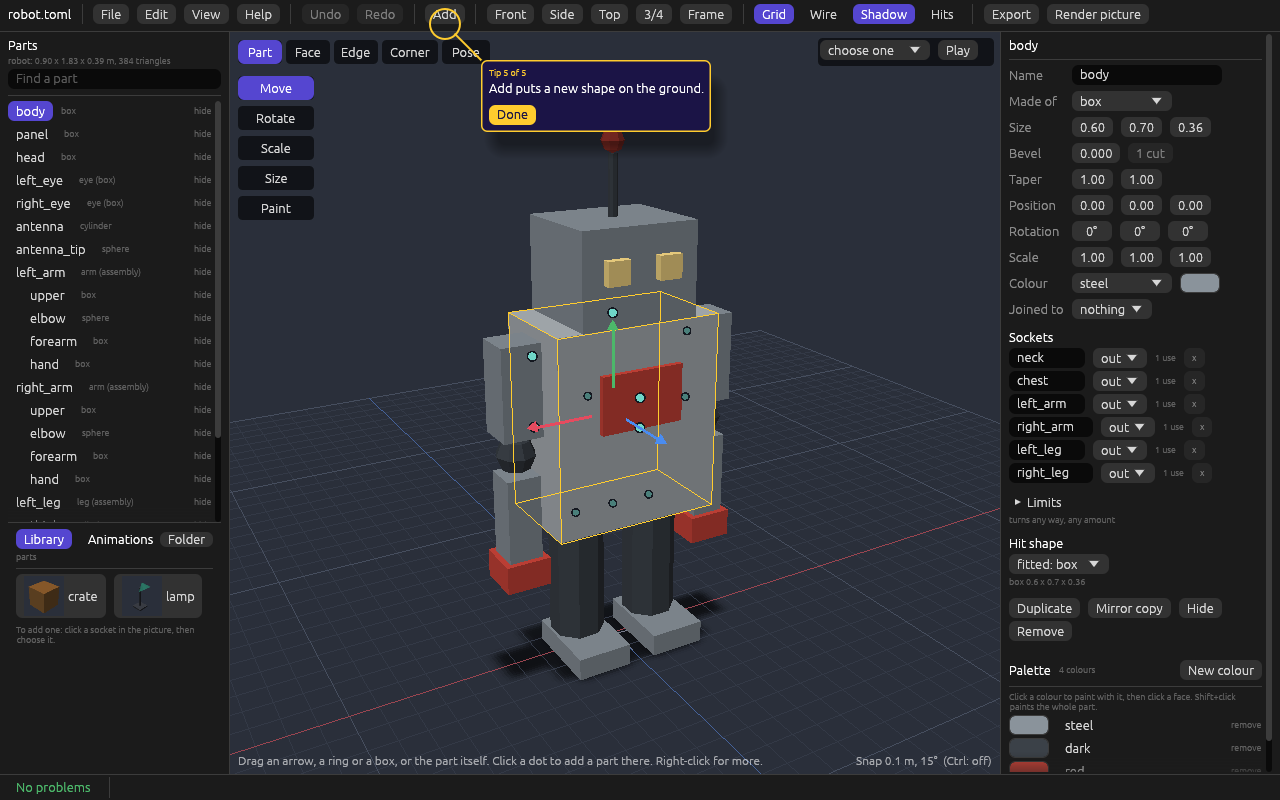 robot.toml File Edit View Help Undo Redo Add Front Side Top 3/4 Frame Grid Wire Shadow Hits Export Render picture
Parts
robot: 0.90 x 1.83 x 0.39 m, 384 triangles
Find a part
body box hide
panel box hide
head box hide
left_eye eye (box) hide
right_eye eye (box) hide
antenna cylinder hide
antenna_tip sphere hide
left_arm arm (assembly) hide
upper box hide
elbow sphere hide
forearm box hide
hand box hide
right_arm arm (assembly) hide
upper box hide
elbow sphere hide
forearm box hide
hand box hide
left_leg leg (assembly) hide
Library Animations Folder
parts
crate lamp
To add one: click a socket in the picture, then
choose it.
Part Face Edge Corner Pose
Move
Rotate
Scale
Size
Paint
Tip 5 of 5
Add puts a new shape on the ground.
Done
choose one Play
Drag an arrow, a ring or a box, or the part itself. Click a dot to add a part there. Right-click for more.
Snap 0.1 m, 15° (Ctrl: off)
body
Name body
Made of box
Size 0.60 0.70 0.36
Bevel 0.000 1 cut
Taper 1.00 1.00
Position 0.00 0.00 0.00
Rotation 0° 0° 0°
Scale 1.00 1.00 1.00
Colour steel
Joined to nothing
Sockets
neck out 1 use x
chest out 1 use x
left_arm out 1 use x
right_arm out 1 use x
left_leg out 1 use x
right_leg out 1 use x
Limits
turns any way, any amount
Hit shape
fitted: box
box 0.6 x 0.7 x 0.36
Duplicate Mirror copy Hide
Remove
Palette 4 colours New colour
Click a colour to paint with it, then click a face. Shift+click
paints the whole part.
steel remove
dark remove
No problems